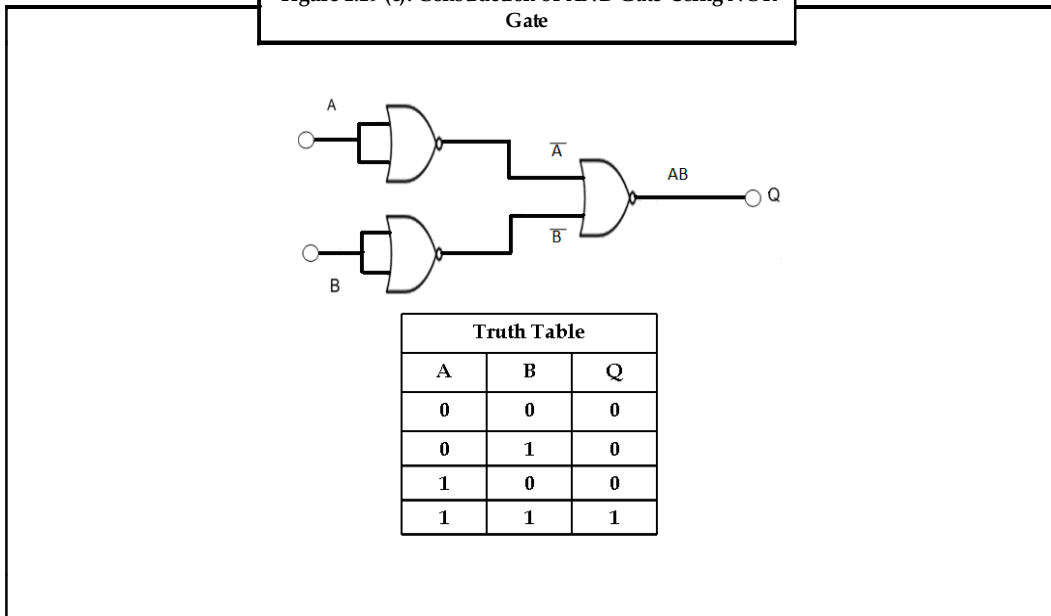 Gate
A
A
AB
Q
B
B
Truth Table
A B Q
0 0 0
0 1 0
1 0 0
1 1 1